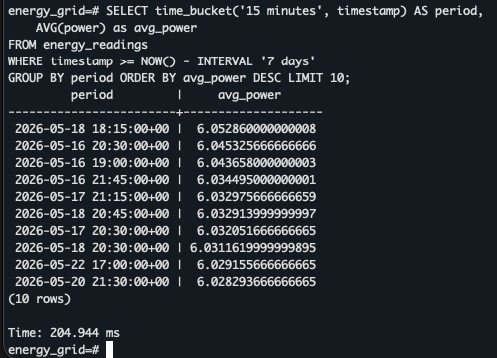 energy_grid=# SELECT time_bucket('15 minutes', timestamp) AS period,
    AVG(power) as avg_power
FROM energy_readings
WHERE timestamp >= NOW() - INTERVAL '7 days'
GROUP BY period ORDER BY avg_power DESC LIMIT 10;
         period         |     avg_power
------------------------+--------------------
 2026-05-18 18:15:00+00 |  6.052860000000008
 2026-05-16 20:30:00+00 |  6.045325666666666
 2026-05-16 19:00:00+00 |  6.043658000000003
 2026-05-16 21:45:00+00 |  6.034495000000001
 2026-05-17 21:15:00+00 |  6.032975666666659
 2026-05-18 20:45:00+00 |  6.032913999999997
 2026-05-17 20:30:00+00 |  6.032051666666665
 2026-05-18 20:30:00+00 | 6.0311619999999895
 2026-05-22 17:00:00+00 |  6.029155666666665
 2026-05-20 21:30:00+00 |  6.028293666666665
(10 rows)

Time: 204.944 ms
energy_grid=#